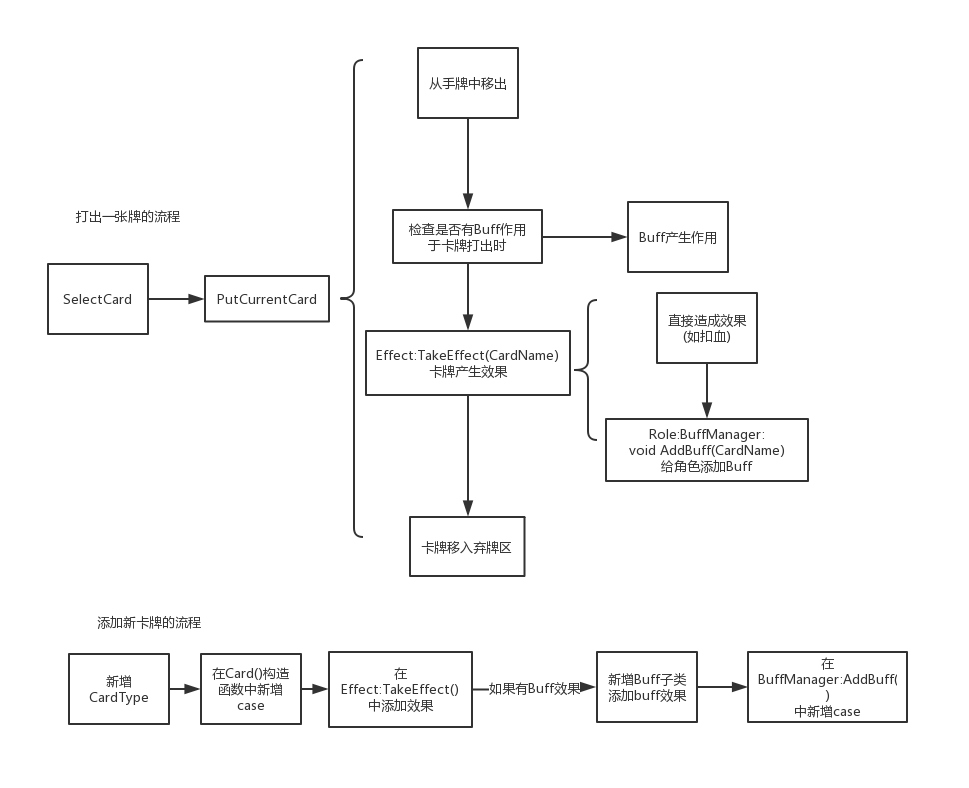 从手牌中移出
打出一张牌的流程
检查是否有Buff作用
于卡牌打出时
Buff产生作用
SelectCard
PutCurrentCard
直接造成效果
(如扣血)
Effect:TakeEffect(CardName)
卡牌产生效果
Role:BuffManager:
void AddBuff(CardName)
给角色添加Buff
卡牌移入弃牌区
添加新卡牌的流程
新增
CardType
在Card()构造
函数中新增
case
在
Effect:TakeEffect()
中添加效果
如果有Buff效果
新增Buff子类
添加buff效果
在
BuffManager:AddBuff(
)
中新增case